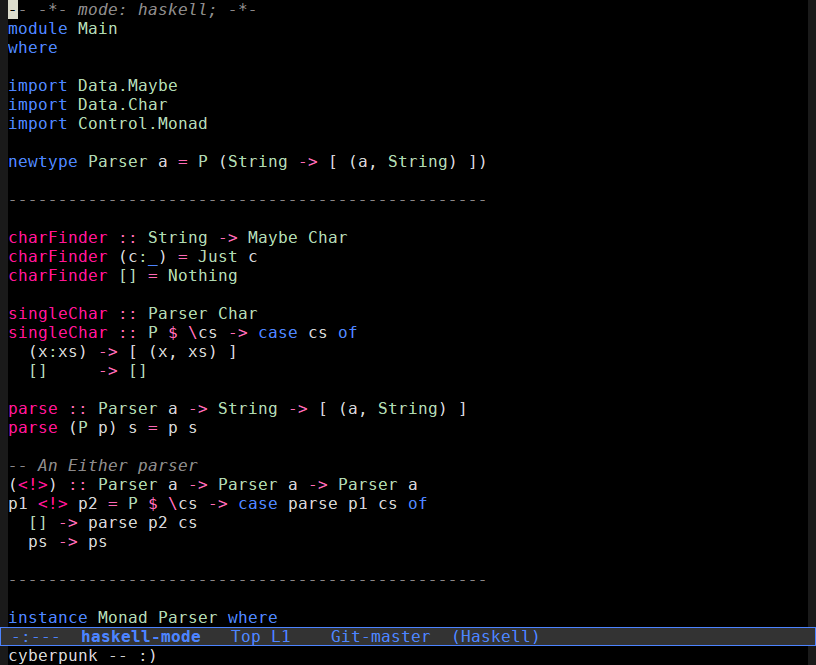 -- -*- mode: haskell; -*-
module Main
where

import Data.Maybe
import Data.Char
import Control.Monad

newtype Parser a = P (String -> [ (a, String) ])

------------------------------------------------

charFinder :: String -> Maybe Char
charFinder (c:_) = Just c
charFinder [] = Nothing

singleChar :: Parser Char
singleChar :: P $ \cs -> case cs of
  (x:xs) -> [ (x, xs) ]
  []     -> []

parse :: Parser a -> String -> [ (a, String) ]
parse (P p) s = p s

-- An Either parser
(<!>) :: Parser a -> Parser a -> Parser a
p1 <!> p2 = P $ \cs -> case parse p1 cs of
  [] -> parse p2 cs
  ps -> ps

------------------------------------------------

instance Monad Parser where
-:---  haskell-mode   Top L1    Git-master  (Haskell)
cyberpunk -- :)